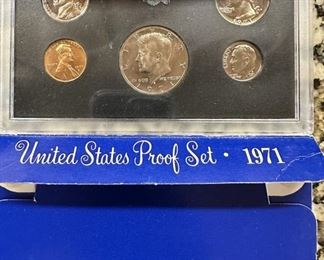 United States Proof Set · 1971